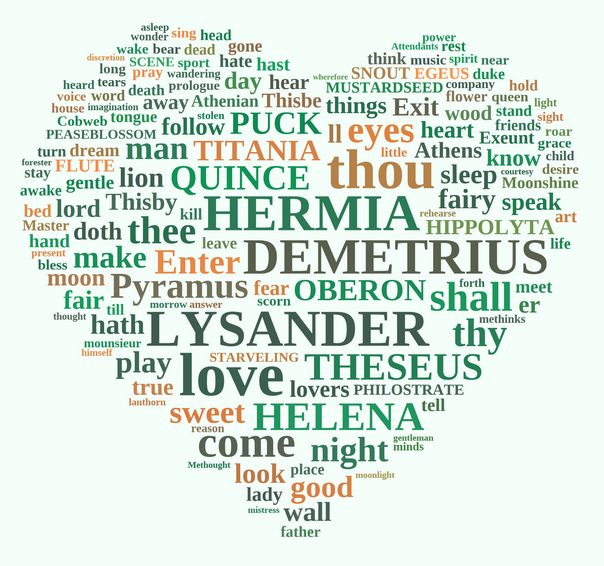 asleep
wonder sing head power
wake bear dead gone Attendants rest
discretion SCENE sport hate hast think music spirit near
long pray wandering wherefore SNOUT EGEUS duke
heard tears death prologue day hear MUSTARDSEED company hold
voice word away Athenian Thisbe things Exit flower queen light
house imagination stolen wood stand sight
Cobweb tongue follow PUCK ll eyes heart friends roar
PEASEBLOSSOM Exeunt grace
turn dream man TITANIA little Athens know child
forester FLUTE thou sleep courtesy desire
stay gentle lion QUINCE Moonshine
awake fairy speak
bed lord Thisby kill HERMIA rehearse art
Master doth thee HIPPOLYTA
hand leave life
present make Enter DEMETRIUS
bless
moon Pyramus fear OBERON shall forth meet
fair till morrow answer scorn er
thought hath LYSANDER methinks
mounsieur thy
himself play STARVELING THESEUS
true love lovers PHILOSTRATE
lanthorn sweet HELENA tell
reason
come night gentleman
minds
Methought look place moonlight
lady good
mistress wall
father